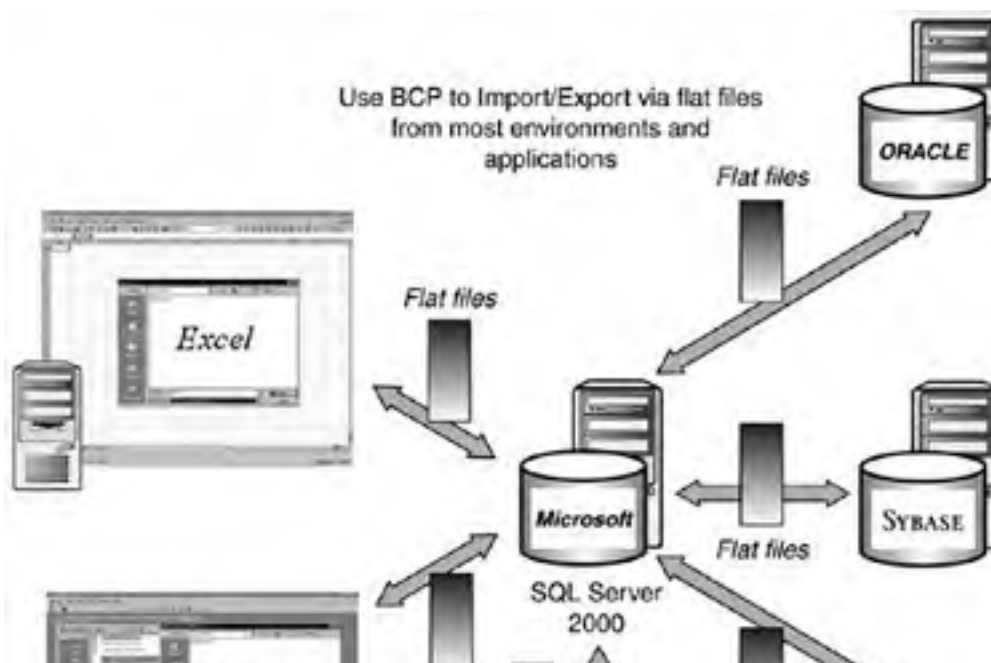 Use BCP to Import/Export via flat files
from most environments and
applications
ORACLE
Flat files
Flat files
Excel
Microsoft
SYBASE
Flat files
SQL Server
2000